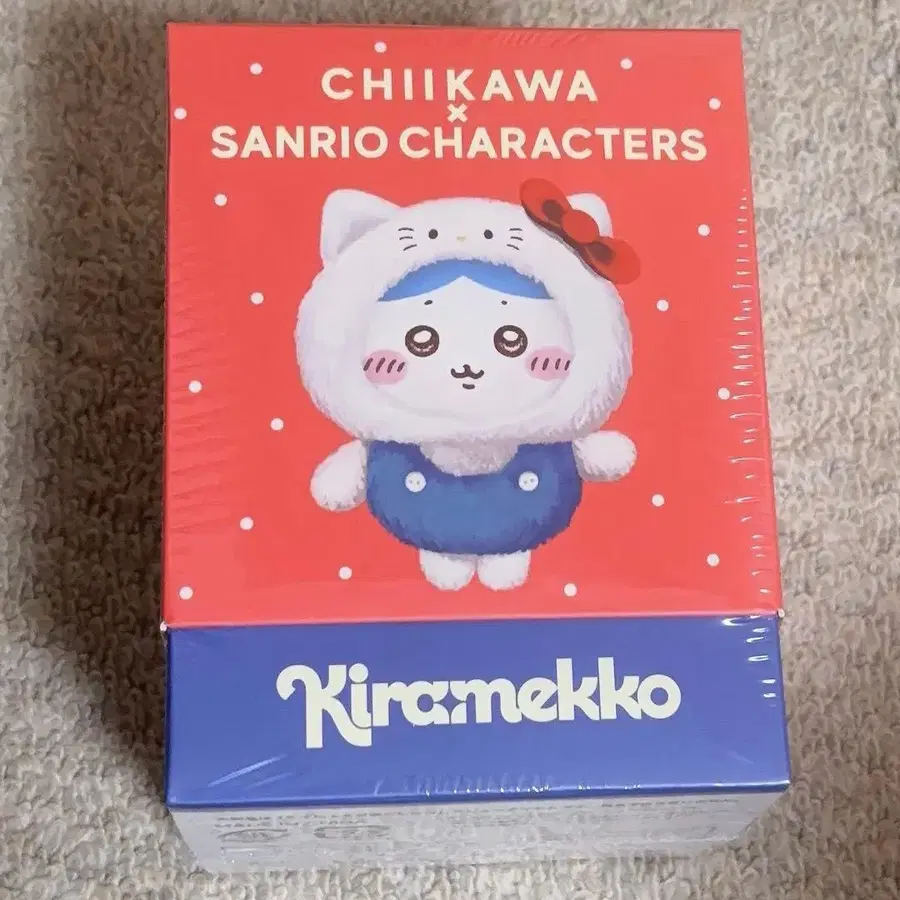 CHIIKAWA
×
SANRIO CHARACTERS
Kiramekko